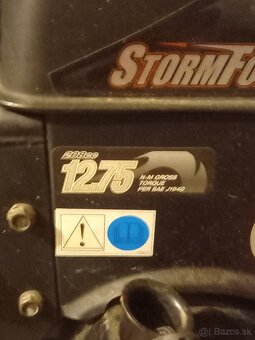 STORMFO
208cc
12.75
N-M GROSS
TORQUE
PER SAE J1940
Bazos.sk